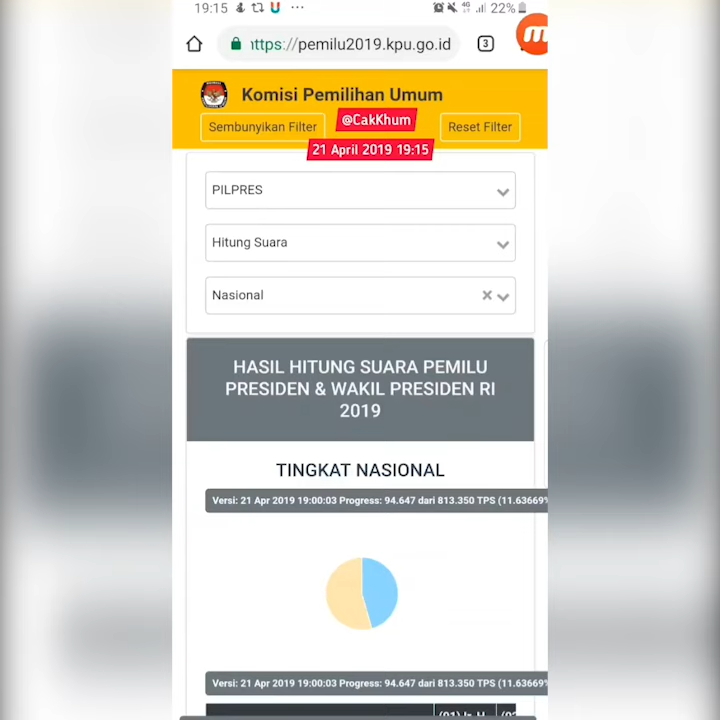 19:15
22%
https://pemilu2019.kpu.go.id
3
Komisi Pemilihan Umum
Sembunyikan Filter
@CakKhum
Reset Filter
21 April 2019 19:15
PILPRES
Hitung Suara
Nasional
HASIL HITUNG SUARA PEMILU
PRESIDEN & WAKIL PRESIDEN RI
2019
TINGKAT NASIONAL
Versi: 21 Apr 2019 19:00:03 Progress: 94.647 dari 813.350 TPS (11.63669%
Versi: 21 Apr 2019 19:00:03 Progress: 94.647 dari 813.350 TPS (11.63669%
(01) Ir. H.